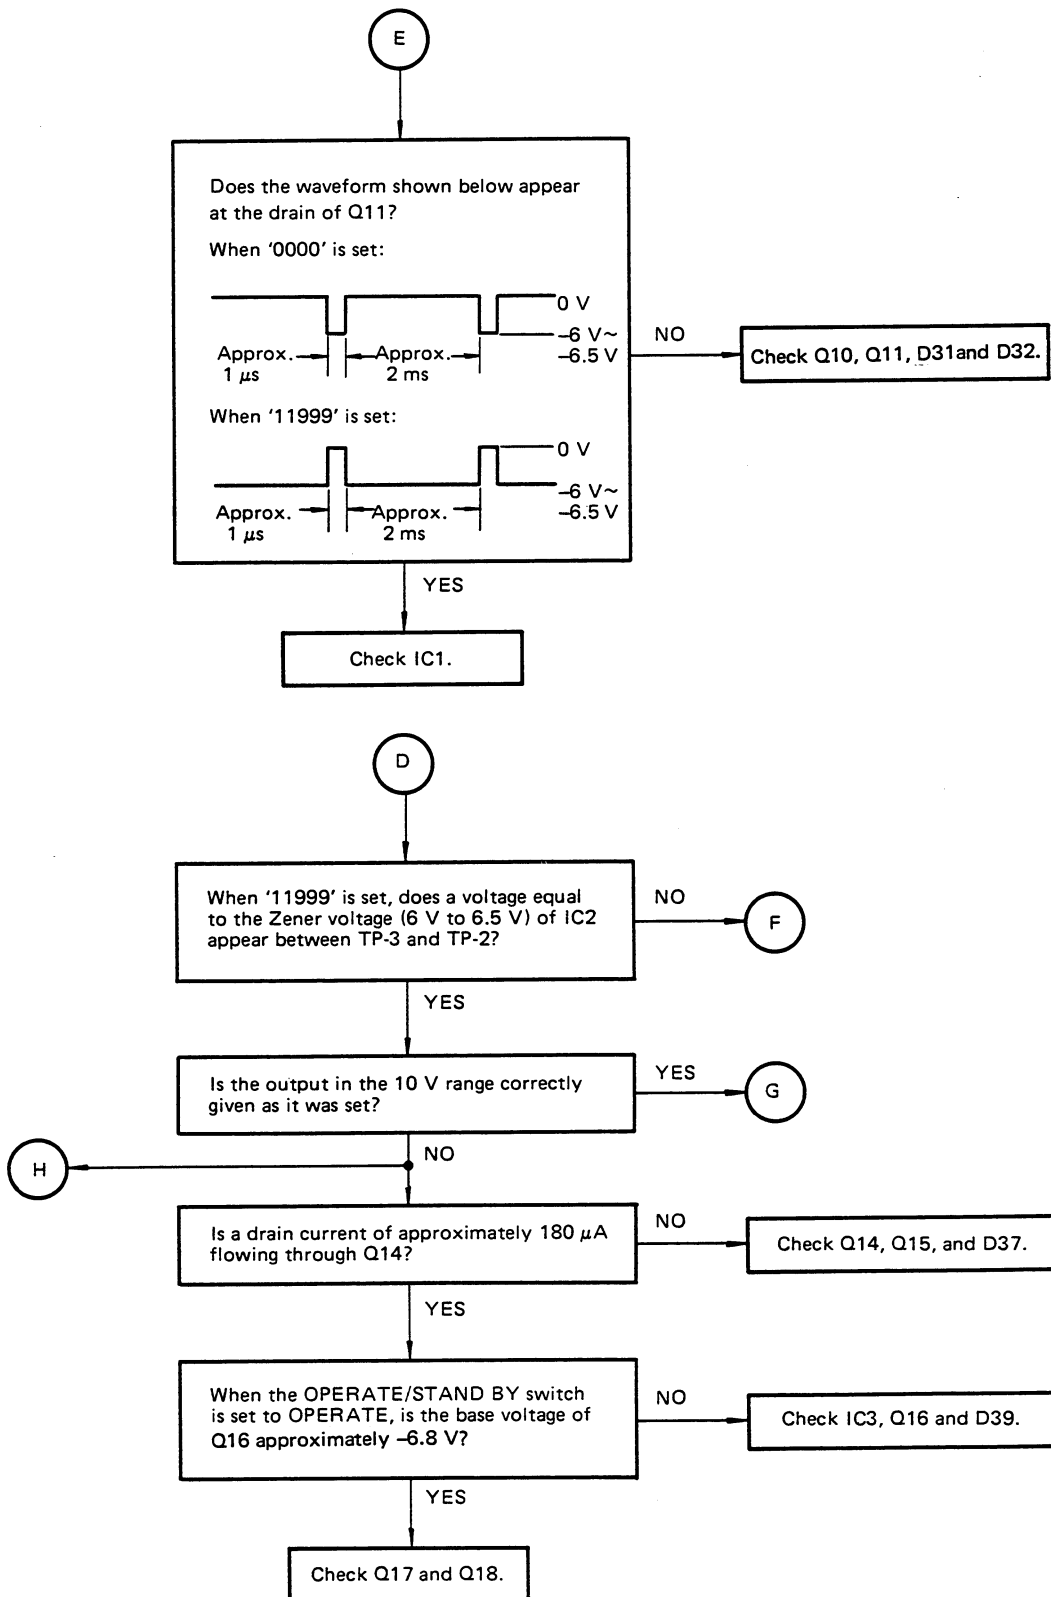 E
Does the waveform shown below appear
at the drain of Q11?
When '0000' is set:
0 V
–6 V~
–6.5 V
Approx.
1 μs
Approx.
2 ms
NO
Check Q10, Q11, D31and D32.
When '11999' is set:
0 V
–6 V~
–6.5 V
Approx.
1 μs
Approx.
2 ms
YES
Check IC1.
D
When '11999' is set, does a voltage equal
to the Zener voltage (6 V to 6.5 V) of IC2
appear between TP-3 and TP-2?
NO
F
YES
Is the output in the 10 V range correctly
given as it was set?
YES
G
NO
H
Is a drain current of approximately 180 μA
flowing through Q14?
NO
Check Q14, Q15, and D37.
YES
When the OPERATE/STAND BY switch
is set to OPERATE, is the base voltage of
Q16 approximately –6.8 V?
NO
Check IC3, Q16 and D39.
YES
Check Q17 and Q18.